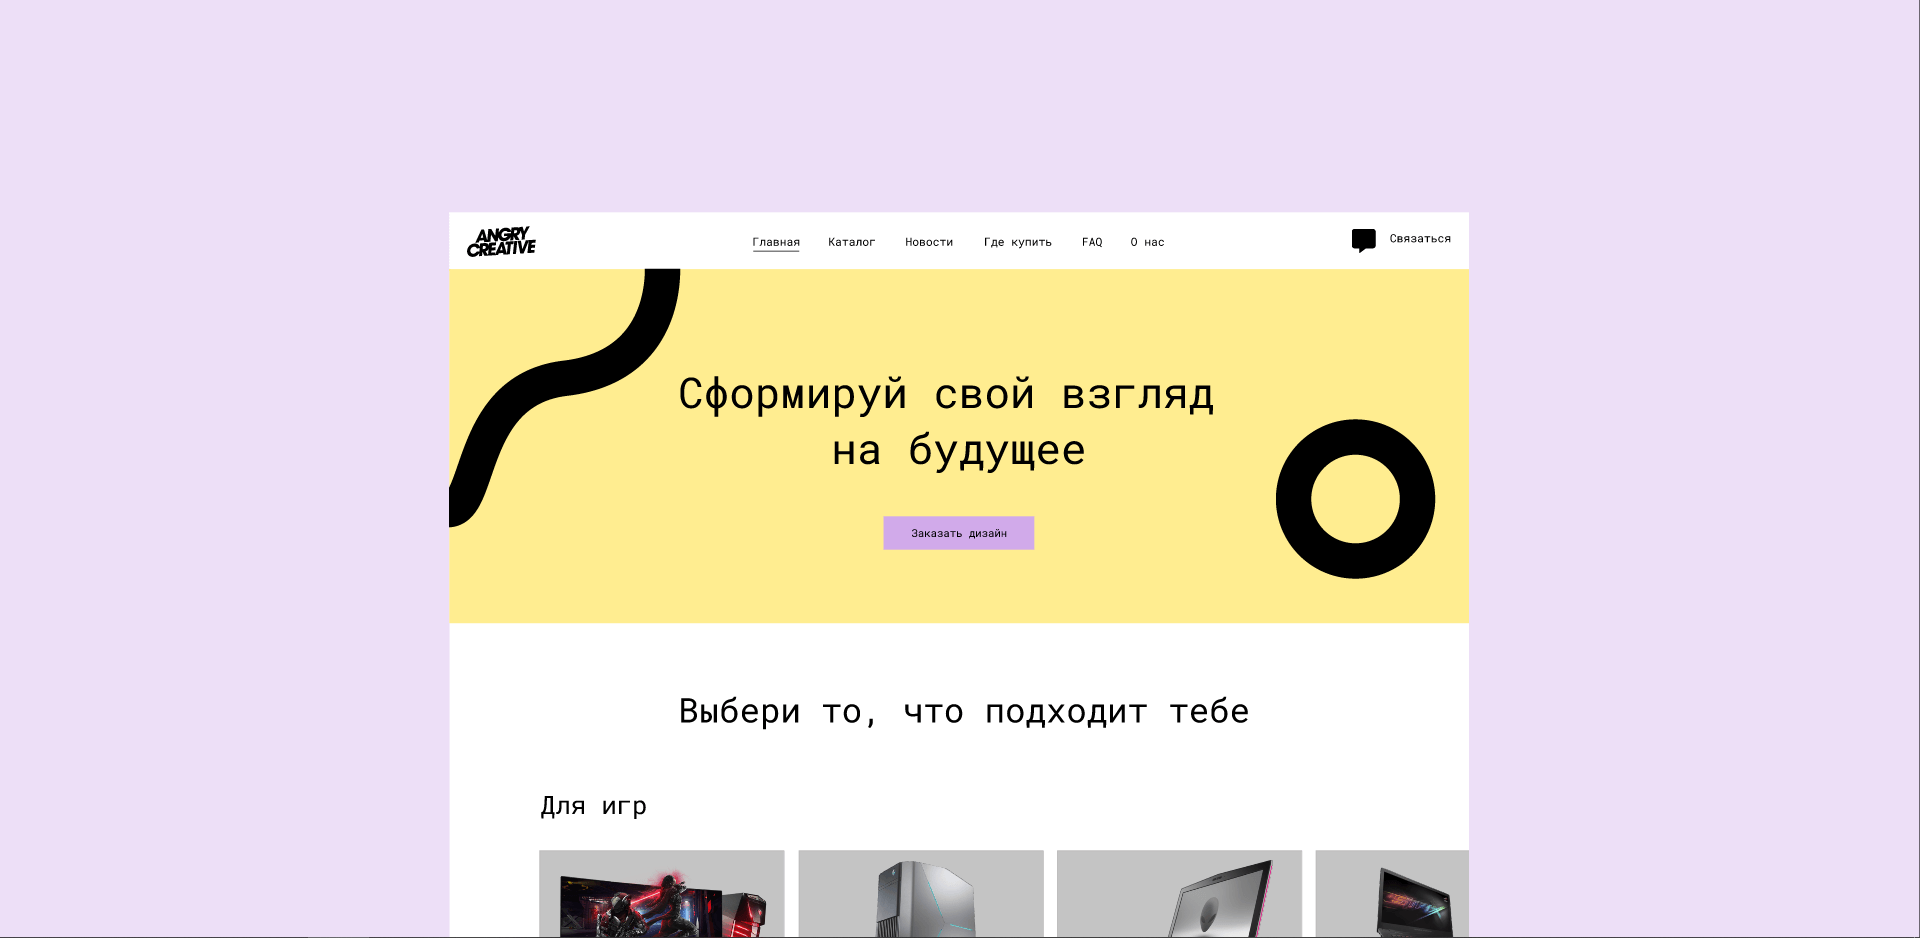 ANGRY
CREATIVE
Главная Каталог Новости Где купить FAQ О нас
Связаться
Сформируй свой взгляд
на будущее
Заказать дизайн
Выбери то, что подходит тебе
Для игр